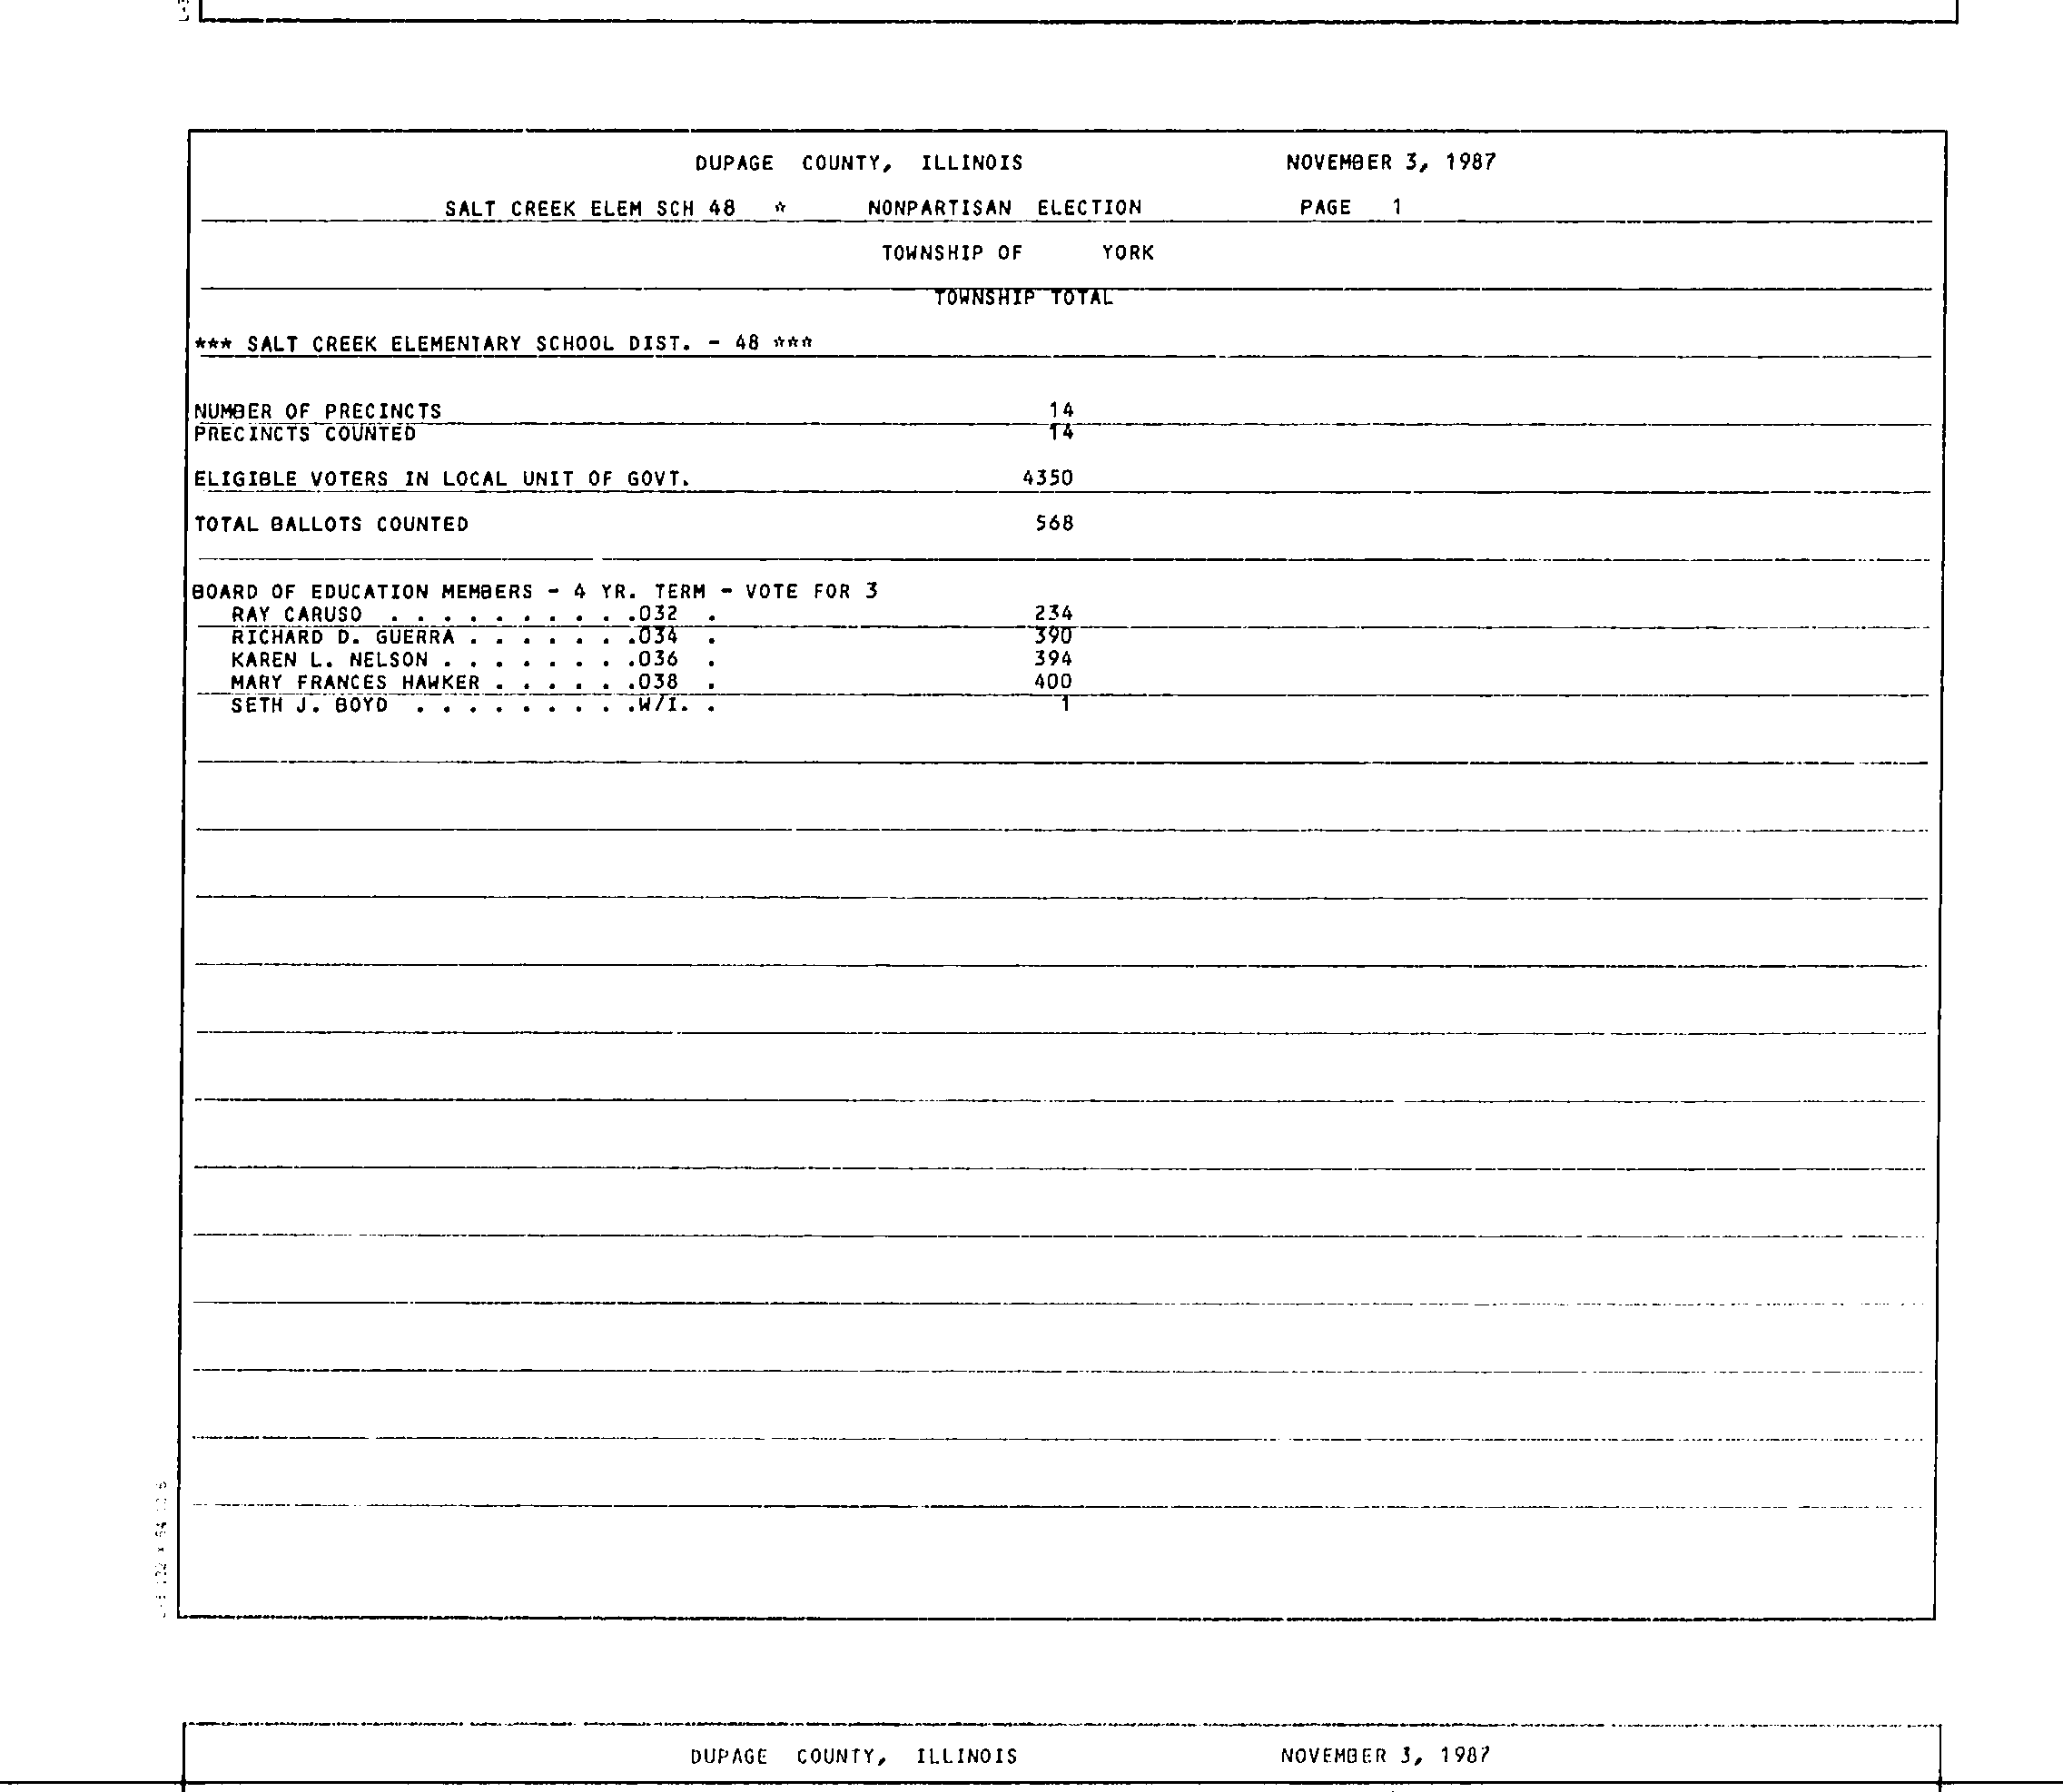 DUPAGE COUNTY, ILLINOIS NOVEMBER 3, 1987
SALT CREEK ELEM SCH 48 * NONPARTISAN ELECTION PAGE 1
TOWNSHIP OF YORK
TOWNSHIP TOTAL
*** SALT CREEK ELEMENTARY SCHOOL DIST. - 48 ***
NUMBER OF PRECINCTS 14
PRECINCTS COUNTED 14
ELIGIBLE VOTERS IN LOCAL UNIT OF GOVT. 4350
TOTAL BALLOTS COUNTED 568
BOARD OF EDUCATION MEMBERS - 4 YR. TERM - VOTE FOR 3
RAY CARUSO . . . . . . . . . .032 . 234
RICHARD D. GUERRA . . . . . . .034 . 390
KAREN L. NELSON . . . . . . . .036 . 394
MARY FRANCES HAWKER . . . . . .038 . 400
SETH J. BOYD . . . . . . . . .W/I. . 1
DUPAGE COUNTY, ILLINOIS NOVEMBER 3, 1987